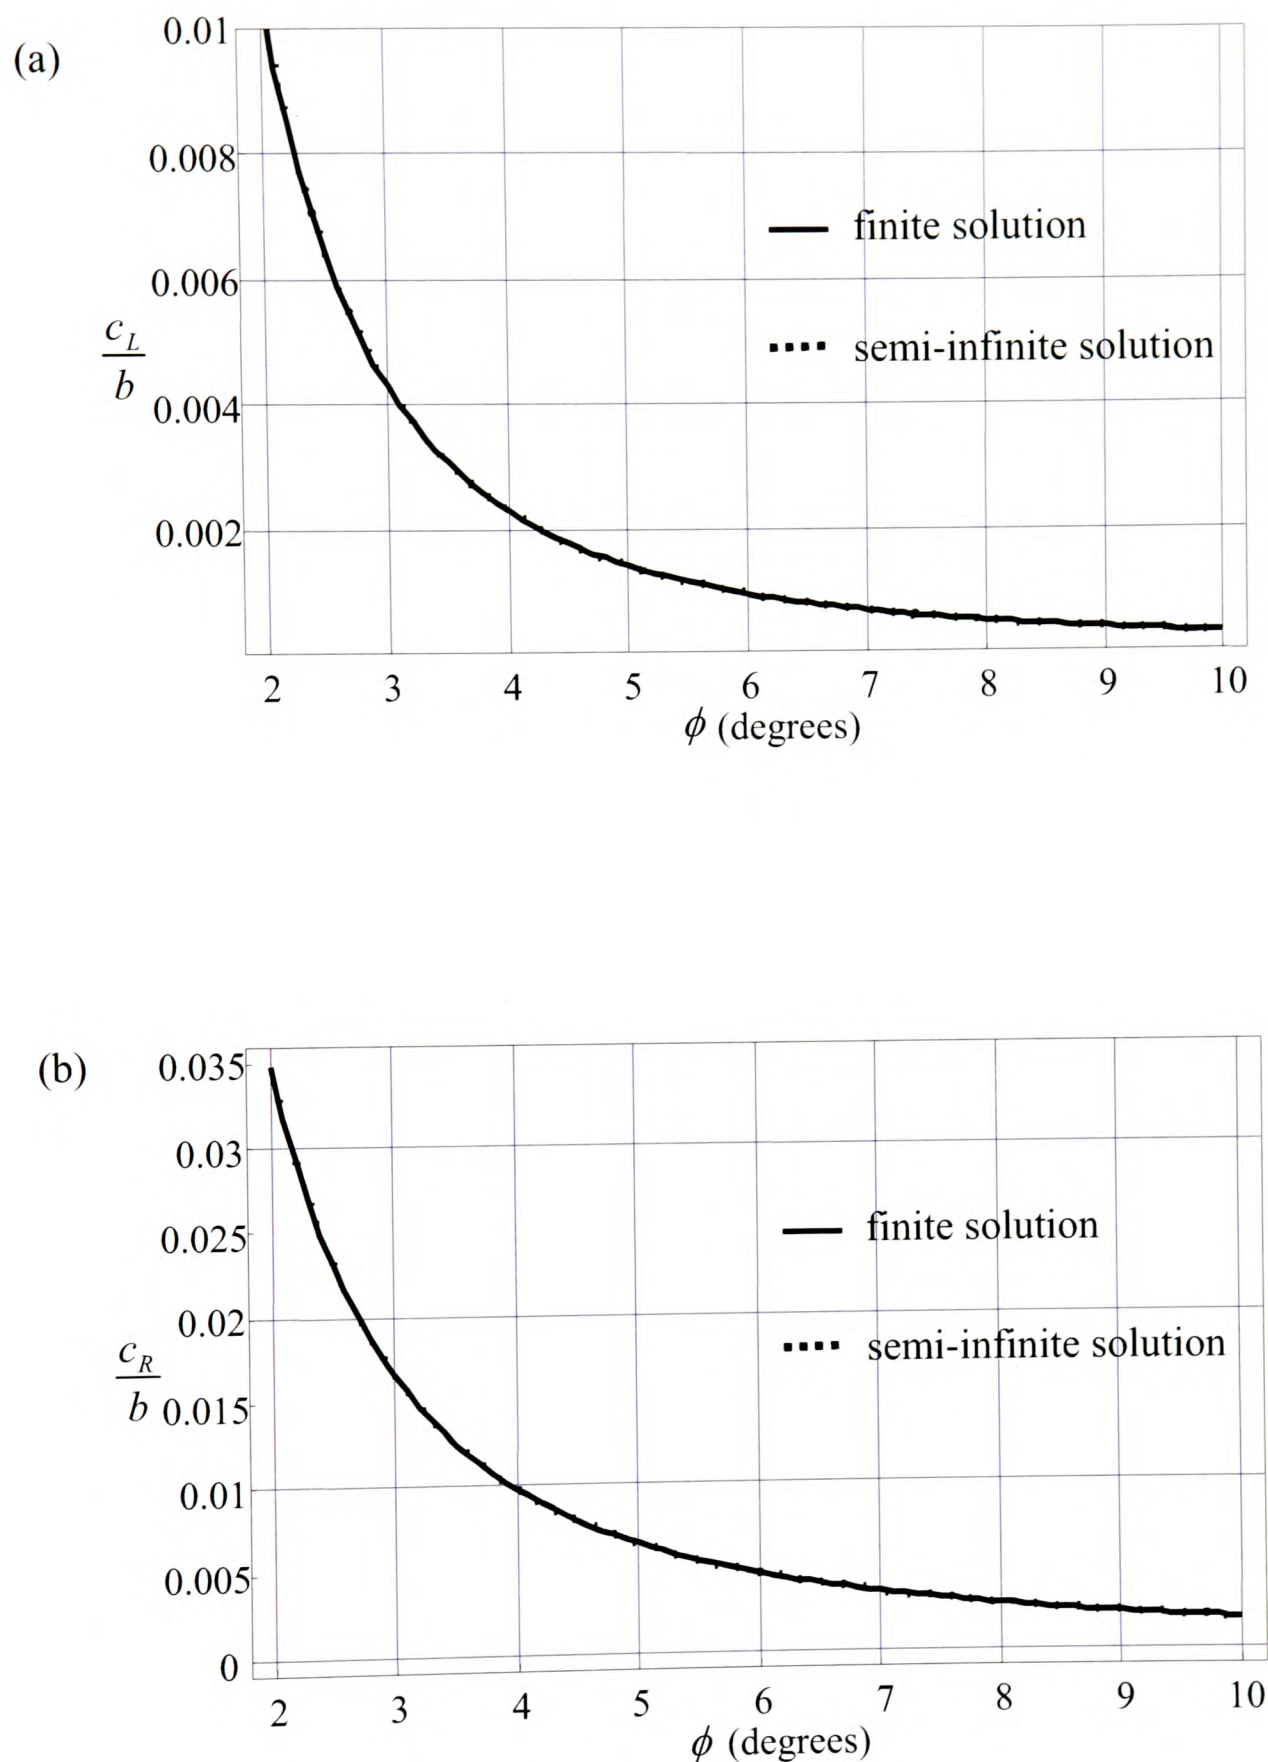 (a)
0.01
0.008
0.006
0.004
0.002
c_L
b
finite solution
semi-infinite solution
2 3 4 5 6 7 8 9 10
ϕ (degrees)
(b)
0.035
0.03
0.025
0.02
0.015
0.01
0.005
0
c_R
b
finite solution
semi-infinite solution
2 3 4 5 6 7 8 9 10
ϕ (degrees)